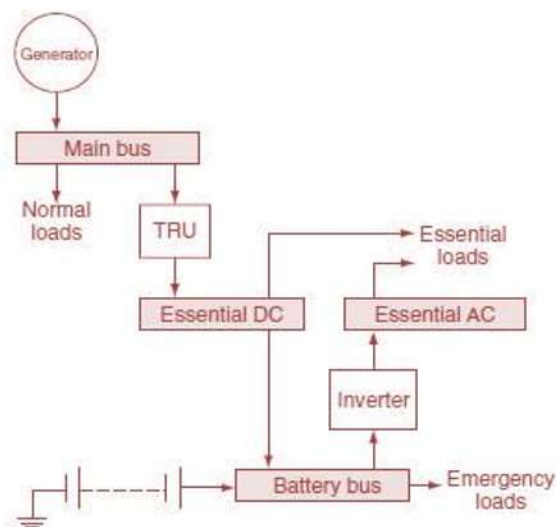 Generator
Main bus
Normal
loads
TRU
Essential
loads
Essential DC
Essential AC
Inverter
Battery bus
Emergency
loads